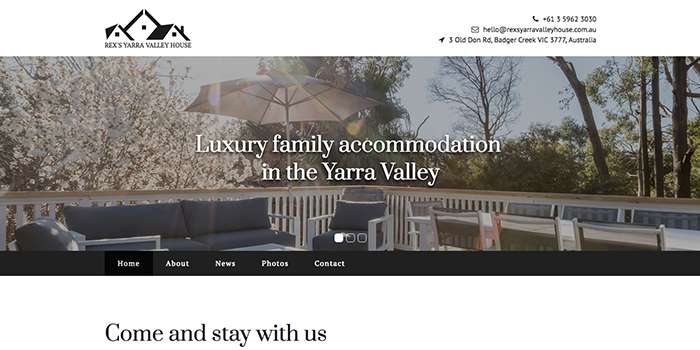 REX'S YARRA VALLEY HOUSE
+61 3 5962 3030
hello@rexsyarravalleyhouse.com.au
3 Old Don Rd, Badger Creek VIC 3777, Australia
Luxury family accommodation
in the Yarra Valley
Home About News Photos Contact
Come and stay with us